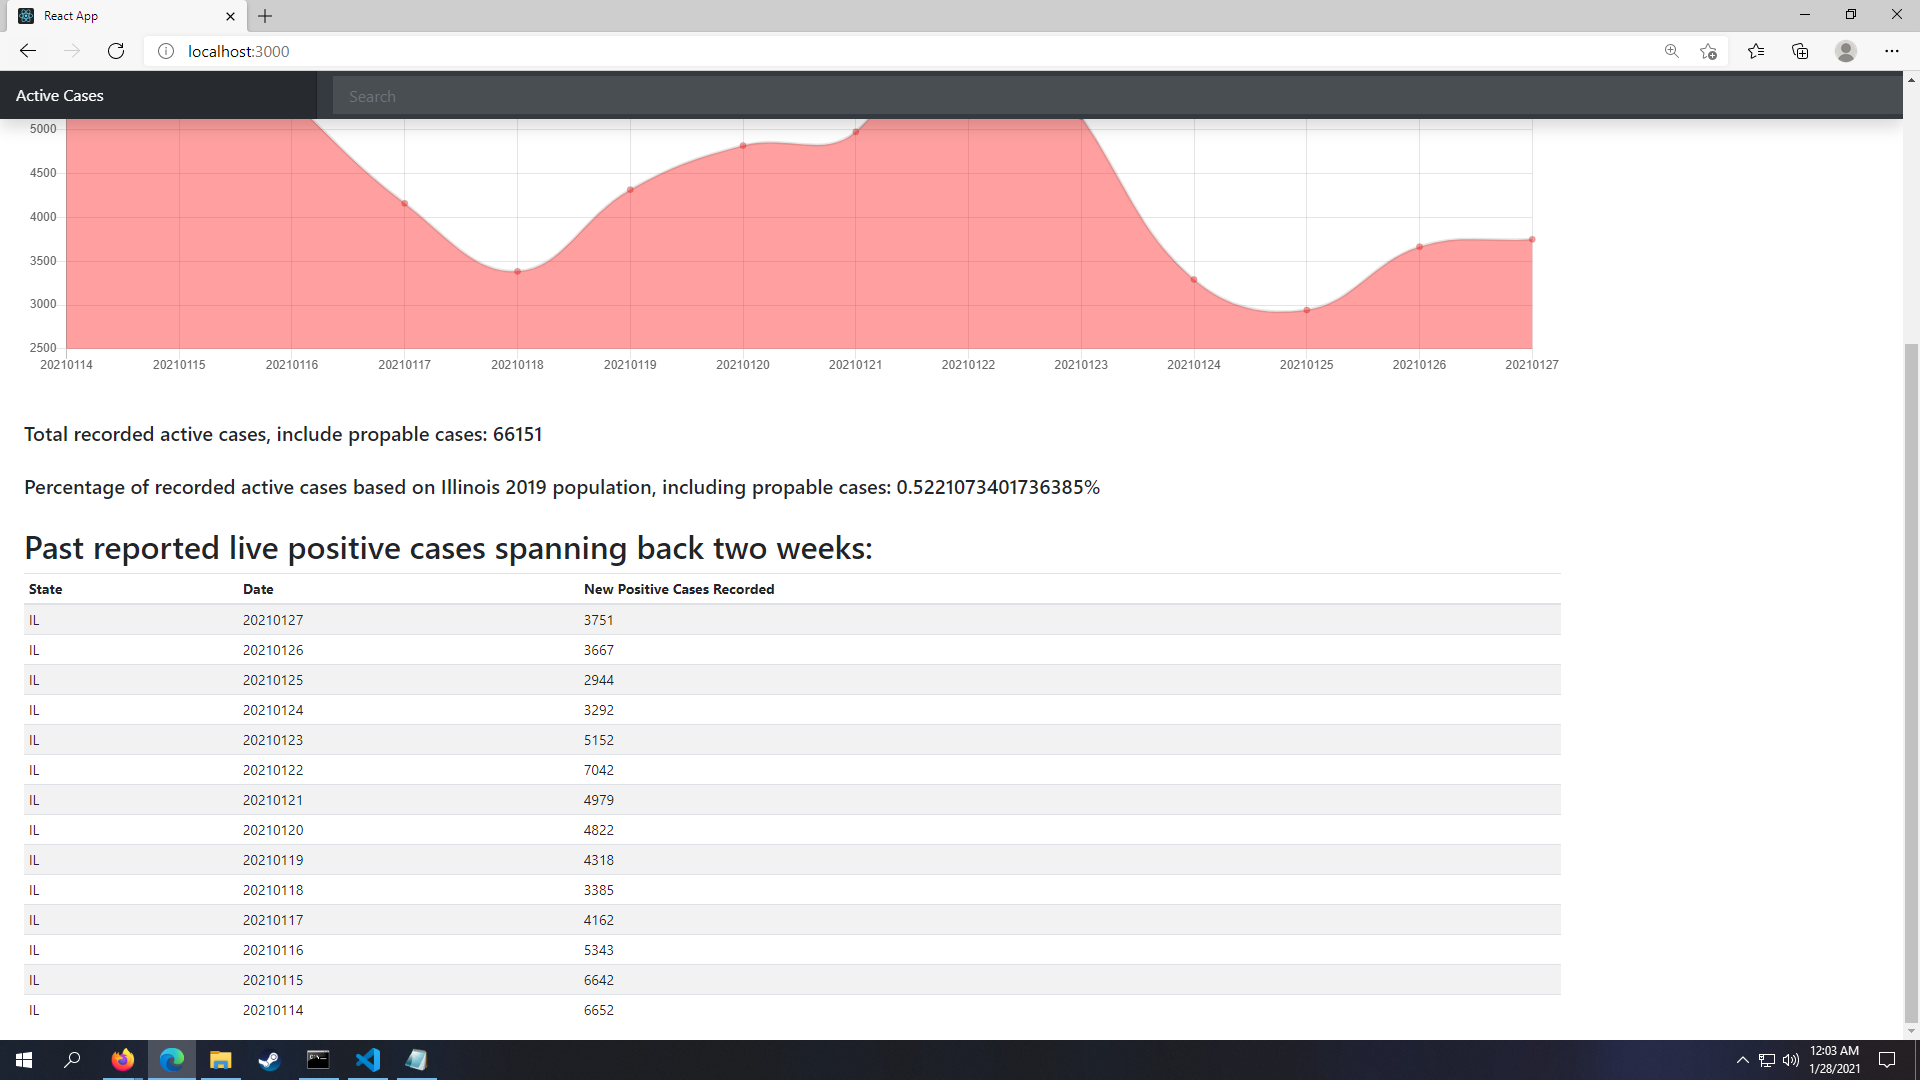 React App
localhost:3000
Active Cases
Search
5000
4500
4000
3500
3000
2500
20210114 20210115 20210116 20210117 20210118 20210119 20210120 20210121 20210122 20210123 20210124 20210125 20210126 20210127
Total recorded active cases, include propable cases: 66151
Percentage of recorded active cases based on Illinois 2019 population, including propable cases: 0.5221073401736385%
Past reported live positive cases spanning back two weeks:
State Date New Positive Cases Recorded
IL 20210127 3751
IL 20210126 3667
IL 20210125 2944
IL 20210124 3292
IL 20210123 5152
IL 20210122 7042
IL 20210121 4979
IL 20210120 4822
IL 20210119 4318
IL 20210118 3385
IL 20210117 4162
IL 20210116 5343
IL 20210115 6642
IL 20210114 6652
12:03 AM
1/28/2021